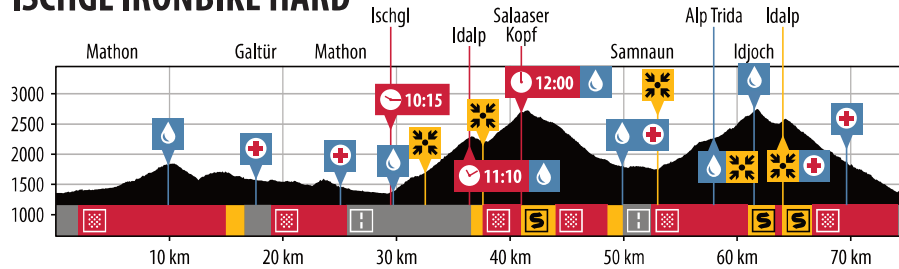 ISCHGL IRONBIKE HARD
Ischgl
Salaaser
Kopf
Alp Trida
Idalp
Mathon
Galtür
Mathon
Idalp
Samnaun
Idjoch
3000
2500
2000
1500
1000
10:15
12:00
11:10
10 km
20 km
30 km
40 km
50 km
60 km
70 km